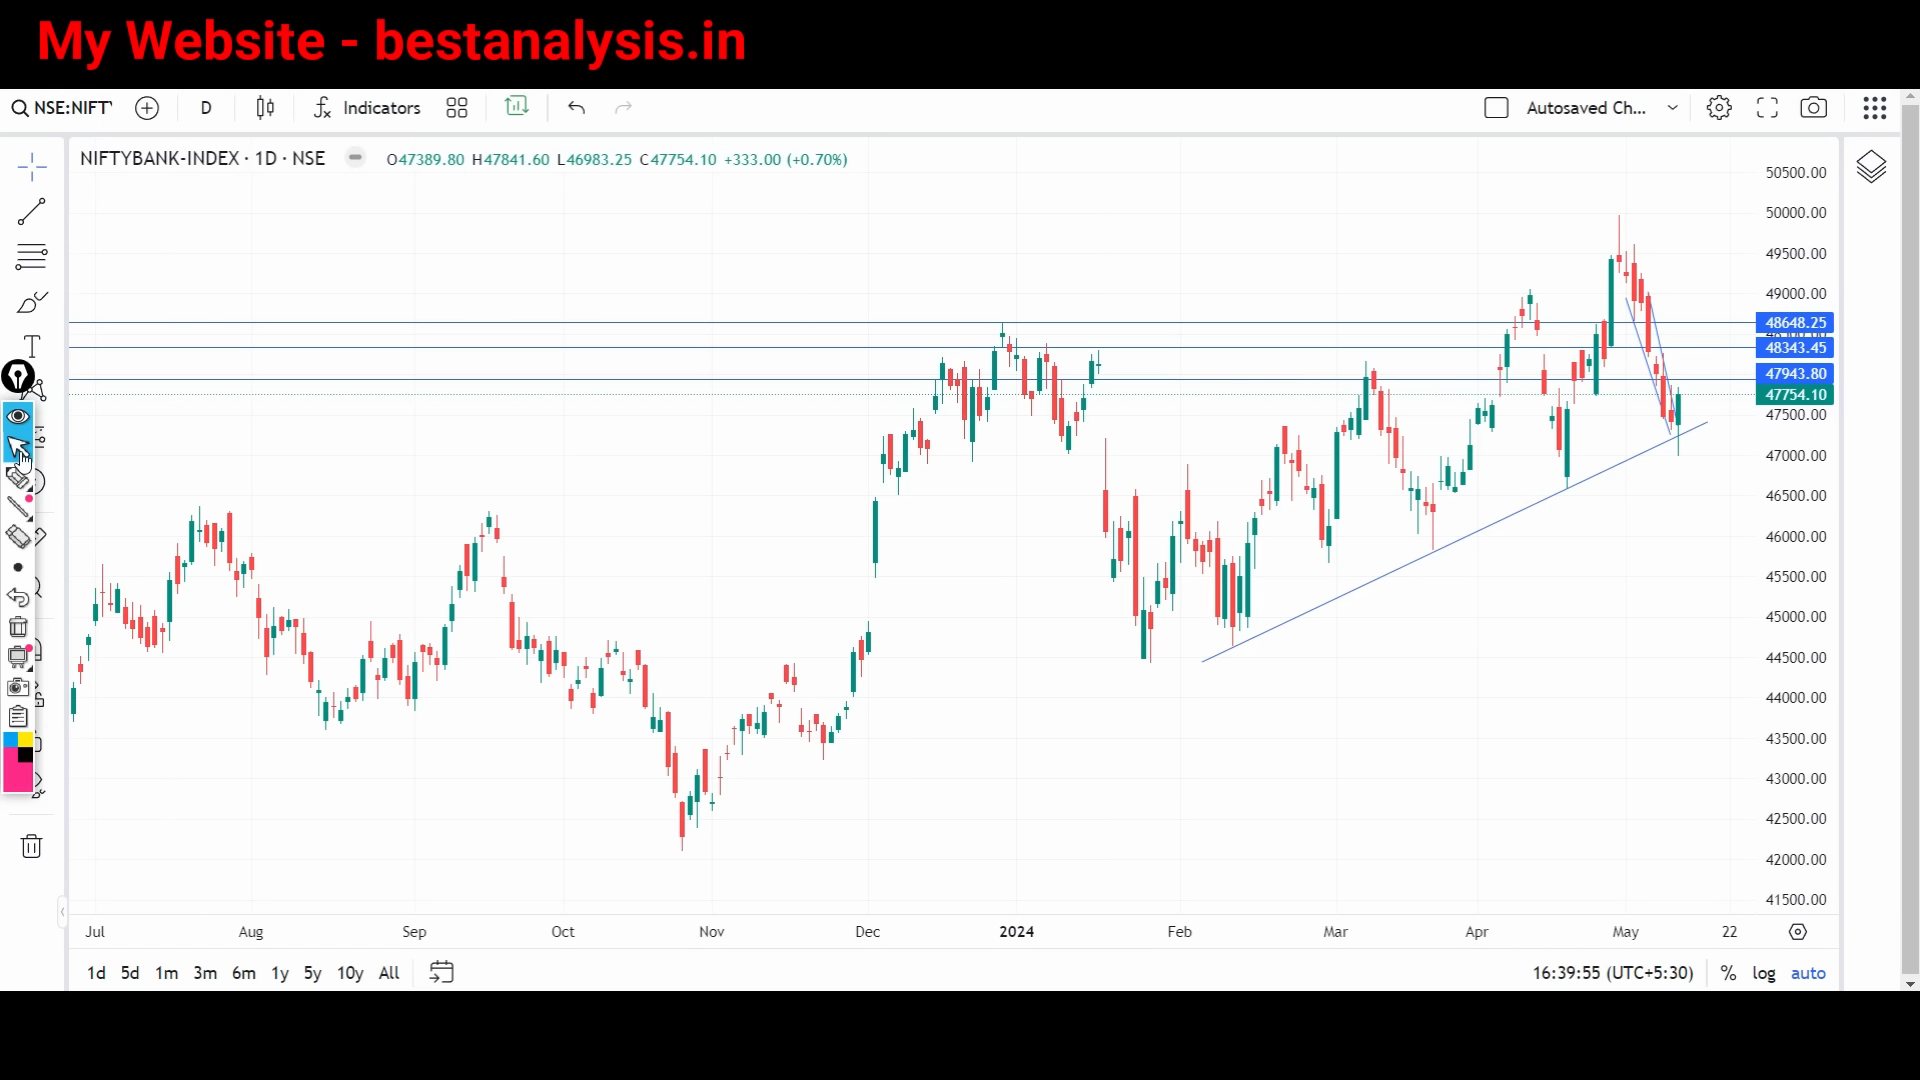 My Website - bestanalysis.in
NSE:NIFT
D
Indicators
Autosaved Ch...
NIFTYBANK-INDEX · 1D · NSE
O47389.80 H47841.60 L46983.25 C47754.10 +333.00 (+0.70%)
50500.00
50000.00
49500.00
49000.00
48648.25
48343.45
47943.80
47754.10
47500.00
47000.00
46500.00
46000.00
45500.00
45000.00
44500.00
44000.00
43500.00
43000.00
42500.00
42000.00
41500.00
Jul Aug Sep Oct Nov Dec 2024 Feb Mar Apr May 22
1d 5d 1m 3m 6m 1y 5y 10y All
16:39:55 (UTC+5:30) % log auto